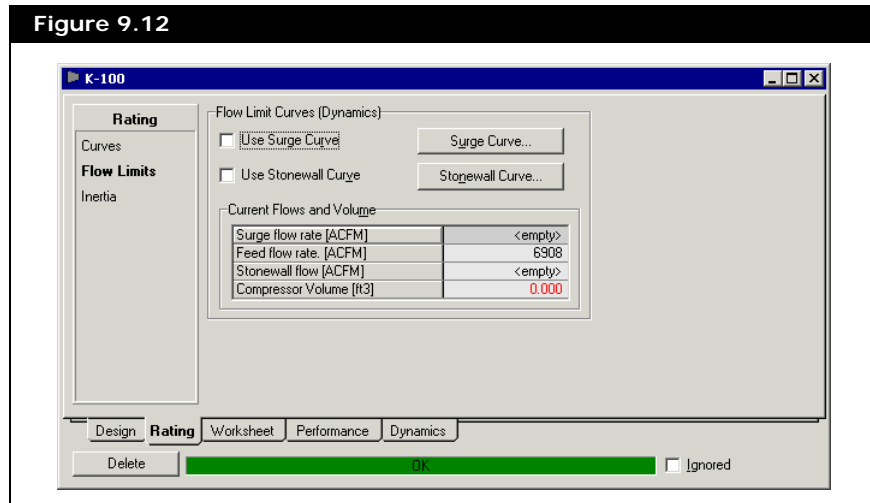 Figure 9.12
K-100
Rating
Curves
Flow Limits
Inertia
Flow Limit Curves (Dynamics)
Use Surge Curve
Surge Curve...
Use Stonewall Curve
Stonewall Curve...
Current Flows and Volume
Surge flow rate [ACFM] <empty>
Feed flow rate. [ACFM] 6908
Stonewall flow [ACFM] <empty>
Compressor Volume [ft3] 0.000
Design Rating Worksheet Performance Dynamics
Delete OK Ignored